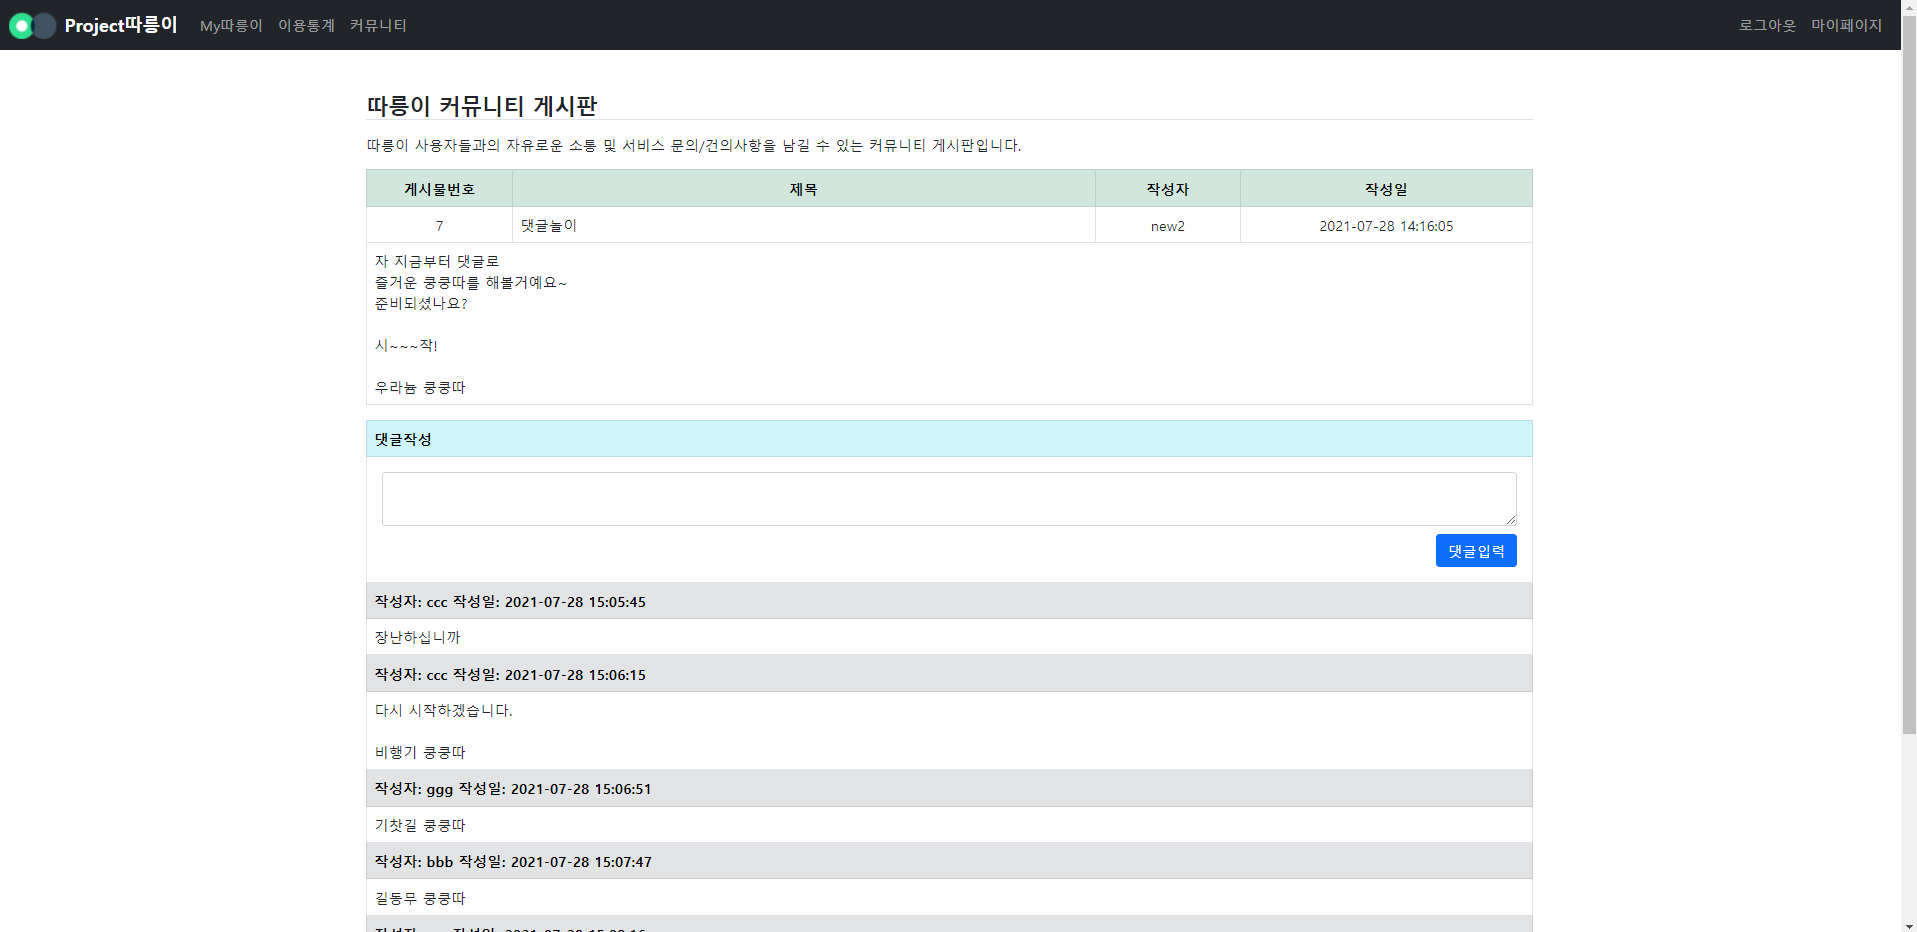 Project따릉이 My따릉이 이용통계 커뮤니티 로그아웃 마이페이지
따릉이 커뮤니티 게시판
따릉이 사용자들과의 자유로운 소통 및 서비스 문의/건의사항을 남길 수 있는 커뮤니티 게시판입니다.
게시물번호 제목 작성자 작성일
7 댓글놀이 new2 2021-07-28 14:16:05
자 지금부터 댓글로
즐거운 쿵쿵따를 해볼거예요~
준비되셨나요?
시~~~작!
우라늄 쿵쿵따
댓글작성
댓글입력
작성자: ccc 작성일: 2021-07-28 15:05:45
장난하십니까
작성자: ccc 작성일: 2021-07-28 15:06:15
다시 시작하겠습니다.
비행기 쿵쿵따
작성자: ggg 작성일: 2021-07-28 15:06:51
기찻길 쿵쿵따
작성자: bbb 작성일: 2021-07-28 15:07:47
길동무 쿵쿵따